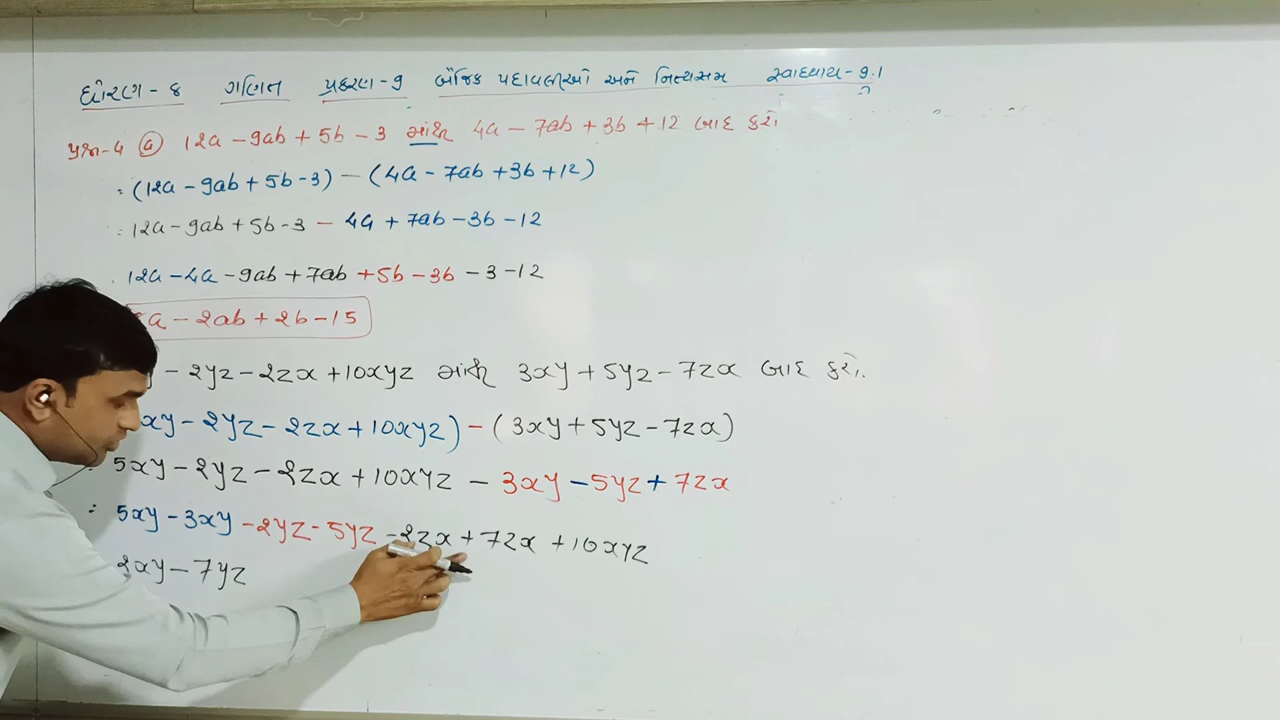 ધોરણ - ૮ ગણિત પ્રકરણ - 9 બૈજિક પદાવલીઓ અને નિત્યસમ સ્વાધ્યાય - 9.1
પ્રશ્ન-4 ⓐ 12a - 9ab + 5b - 3 માંથી 4a - 7ab + 3b + 12 બાદ કરો
: (12a - 9ab + 5b - 3) - (4a - 7ab + 3b + 12)
: 12a - 9ab + 5b - 3 - 4a + 7ab - 3b - 12
12a - 4a - 9ab + 7ab + 5b - 3b - 3 - 12
a - 2ab + 2b - 15
y - 2yz - 2zx + 10xyz માંથી 3xy + 5yz - 7zx બાદ કરો.
xy - 2yz - 2zx + 10xyz) - (3xy + 5yz - 7zx)
: 5xy - 2yz - 2zx + 10xyz - 3xy - 5yz + 7zx
: 5xy - 3xy - 2yz - 5yz - 2zx + 7zx + 10xyz
2xy - 7yz